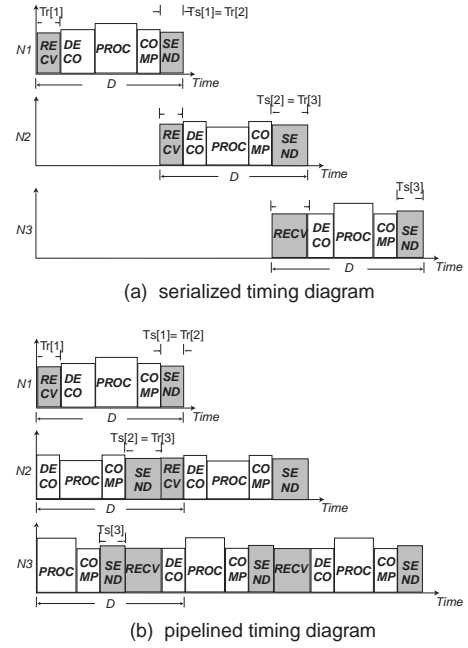 Tr[1]
Ts[1]=Tr[2]
N1
RE
CV
DE
CO
PROC
CO
MP
SE
ND
D
Time
Ts[2] = Tr[3]
N2
RE
CV
DE
CO
PROC
CO
MP
SE
ND
D
Time
Ts[3]
N3
RECV
DE
CO
PROC
CO
MP
SE
ND
D
Time
(a) serialized timing diagram
Ts[1]=Tr[2]
Tr[1]
N1
RE
CV
DE
CO
PROC
CO
MP
SE
ND
D
Time
Ts[2] = Tr[3]
N2
DE
CO
PROC
CO
MP
SE
ND
RE
CV
DE
CO
PROC
CO
MP
SE
ND
D
Time
Ts[3]
N3
PROC
CO
MP
SE
ND
RECV
DE
CO
PROC
CO
MP
SE
ND
RECV
DE
CO
PROC
CO
MP
SE
ND
D
Time
(b) pipelined timing diagram